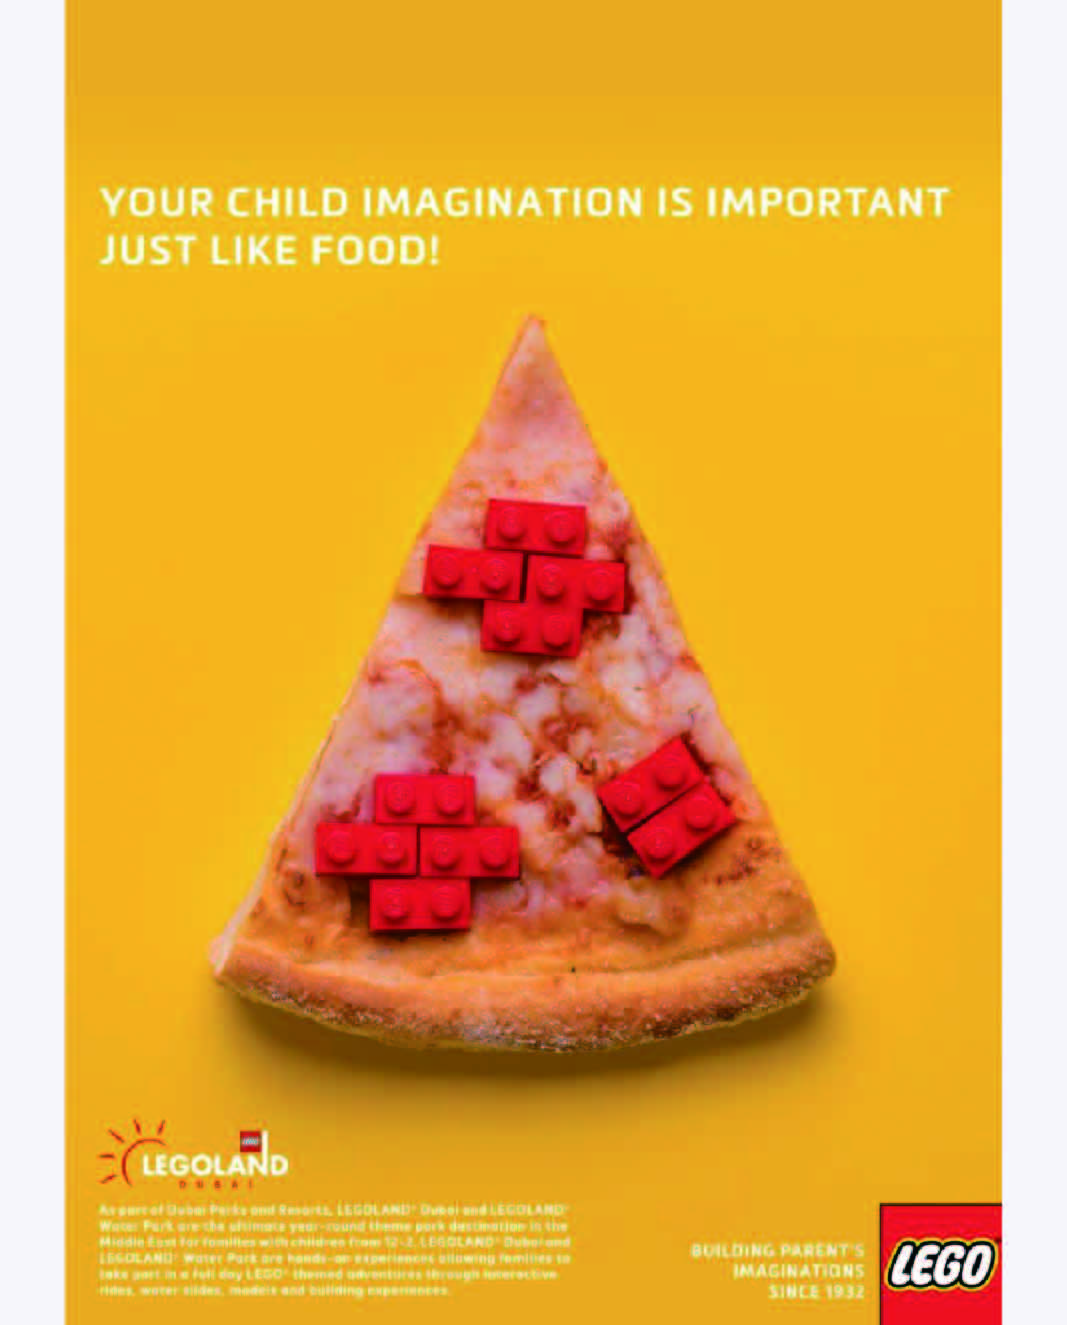 YOUR CHILD IMAGINATION IS IMPORTANT
JUST LIKE FOOD!
LEGO
LEGOLAND
DUBAI
As part of Dubai Parks and Resorts, LEGOLAND® Dubai and LEGOLAND®
Water Park are the ultimate year-round theme park destination in the
Middle East for families with children from 12-2. LEGOLAND® Dubai and
LEGOLAND® Water Park are hands-on experiences allowing families to
take part in a full day LEGO® themed adventures through interactive
rides, water slides, models and building experiences.
BUILDING PARENT'S
IMAGINATIONS
SINCE 1932
LEGO